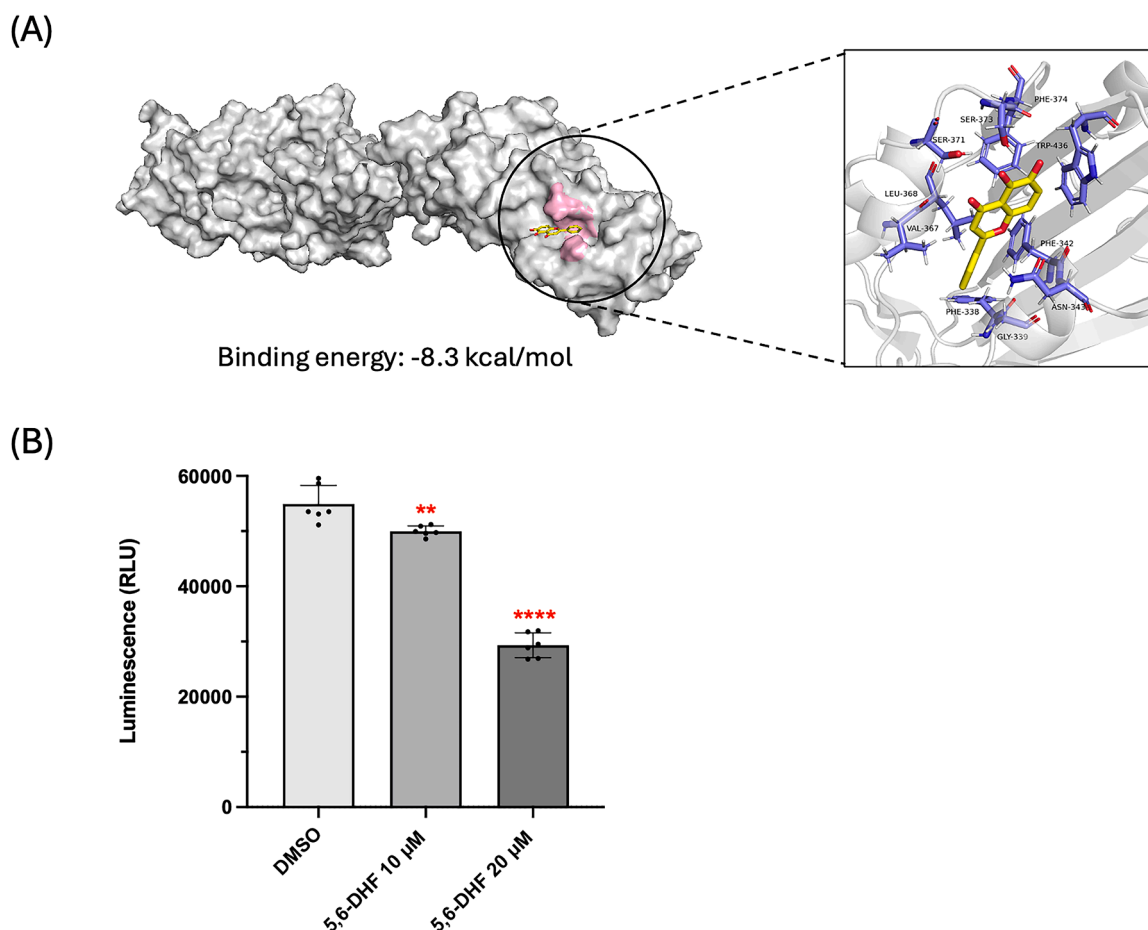 (A)
PHE-374
SER-373
SER-371
TRP-436
LEU-368
VAL-367
PHE-342
ASN-343
PHE-338
GLY-339
Binding energy: -8.3 kcal/mol
(B)
60000
40000
20000
0
Luminescence (RLU)
**
****
DMSO
5,6-DHF 10 µM
5,6-DHF 20 µM